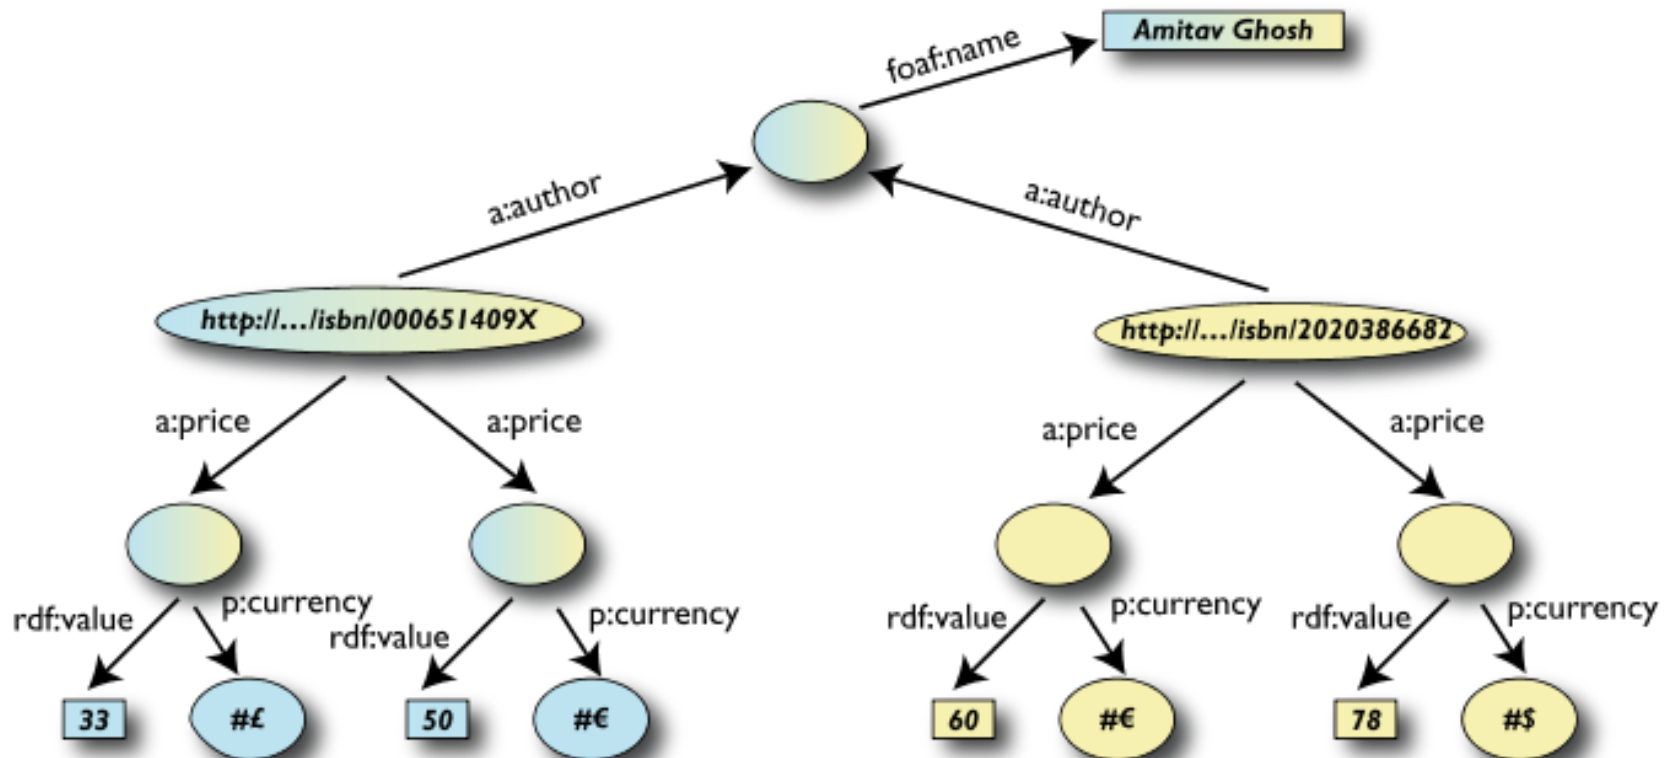 Amitav Ghosh
foaf:name
a:author
a:author
http://.../isbn/000651409X
http://.../isbn/2020386682
a:price
a:price
a:price
a:price
rdf:value
p:currency
rdf:value
p:currency
rdf:value
p:currency
rdf:value
p:currency
33
#£
50
#€
60
#€
78
#$